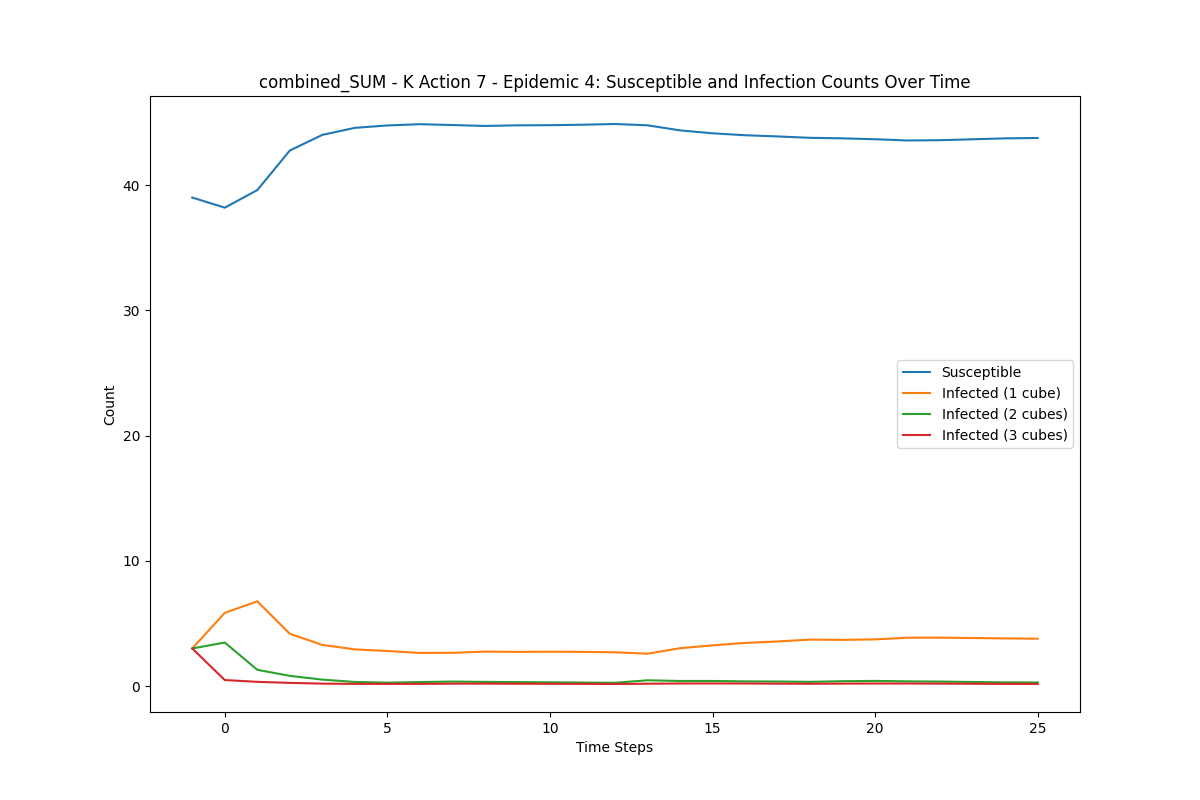 combined_SUM - K Action 7 - Epidemic 4: Susceptible and Infection Counts Over Time
Count
40
30
20
10
0
Susceptible
Infected (1 cube)
Infected (2 cubes)
Infected (3 cubes)
0 5 10 15 20 25
Time Steps